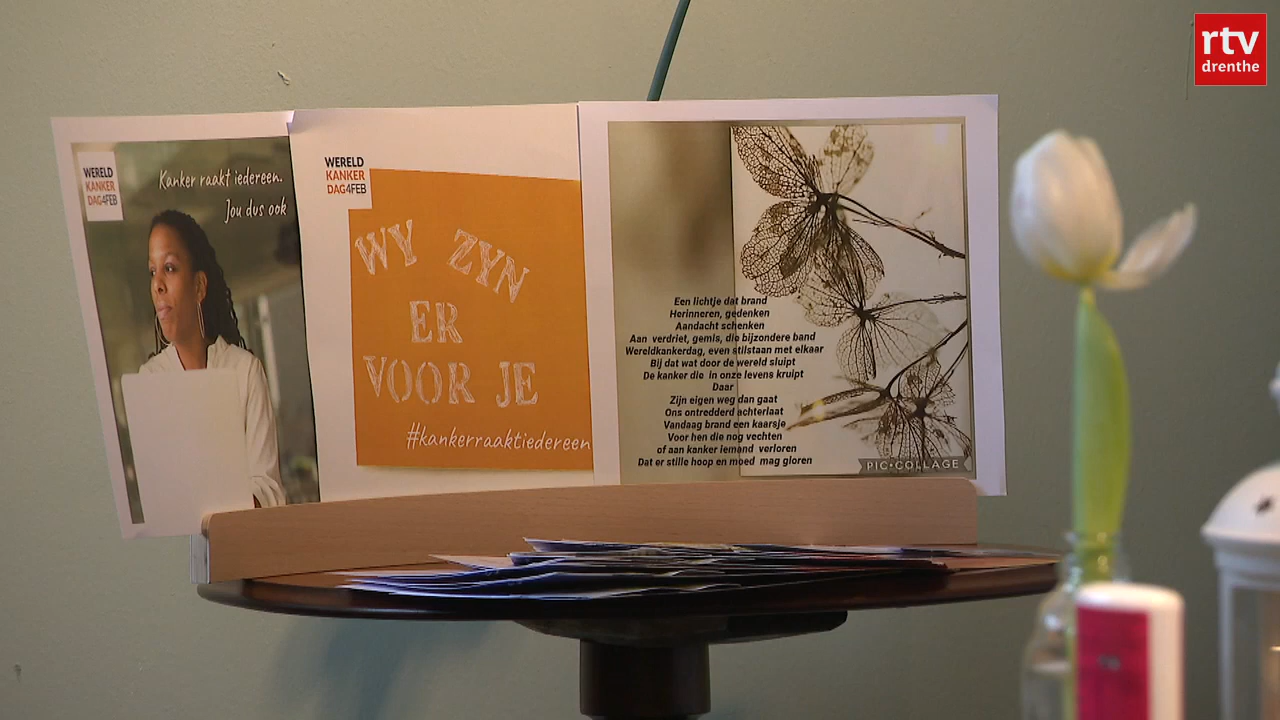 rtv
drenthe
WERELD
KANKER
DAG4FEB
Kanker raakt iedereen.
Jou dus ook
WERELD
KANKER
DAG4FEB
WY ZYN
ER
VOOR JE
#kankerraaktiedereen
Een lichtje dat brand
Herinneren, gedenken
Aandacht schenken
Aan verdriet, gemis, die bijzondere band
Wereldkankerdag, even stilstaan met elkaar
Bij dat wat door de wereld sluipt
De kanker die in onze levens kruipt
Daar
Zijn eigen weg dan gaat
Ons ontredderd achterlaat
Vandaag brand een kaarsje
Voor hen die nog vechten
of aan kanker iemand verloren
Dat er stille hoop en moed mag gloren
PIC•COLLAGE